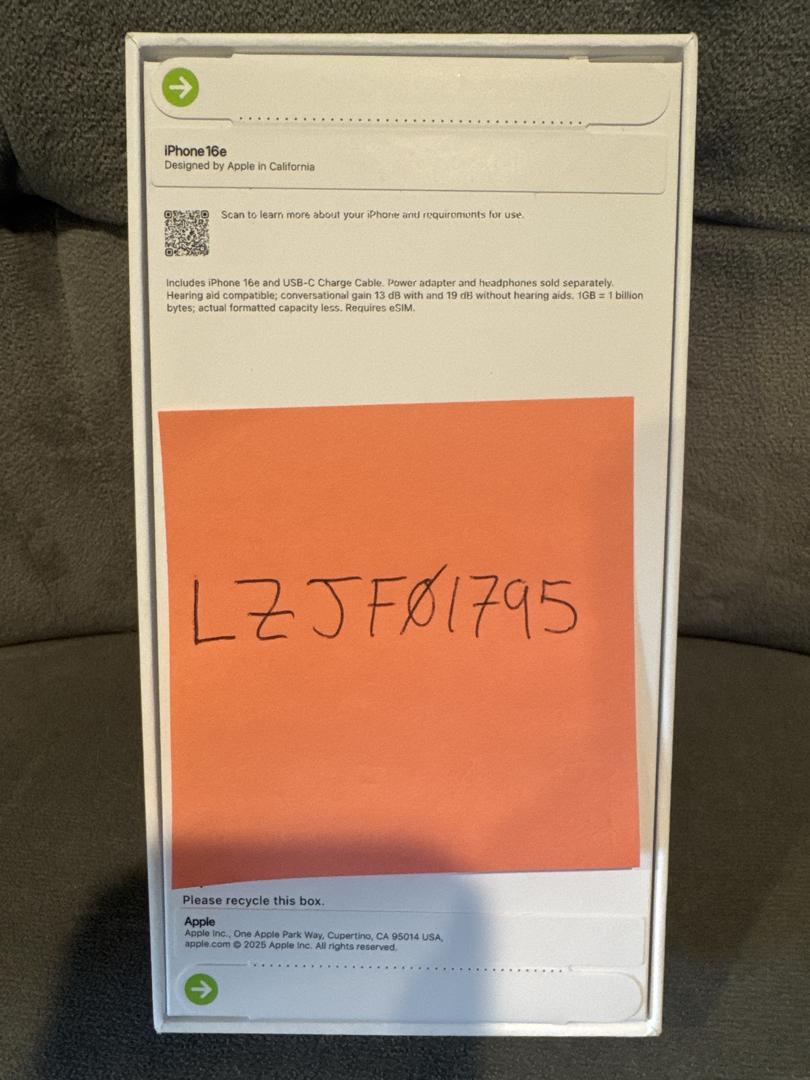 iPhone 16e
Designed by Apple in California
Scan to learn more about your iPhone and requirements for use.
Includes iPhone 16e and USB-C Charge Cable. Power adapter and headphones sold separately.
Hearing aid compatible; conversational gain 13 dB with and 19 dB without hearing aids. 1GB = 1 billion
bytes; actual formatted capacity less. Requires eSIM.
LZJFØ1795
Please recycle this box.
Apple
Apple Inc., One Apple Park Way, Cupertino, CA 95014 USA,
apple.com © 2025 Apple Inc. All rights reserved.